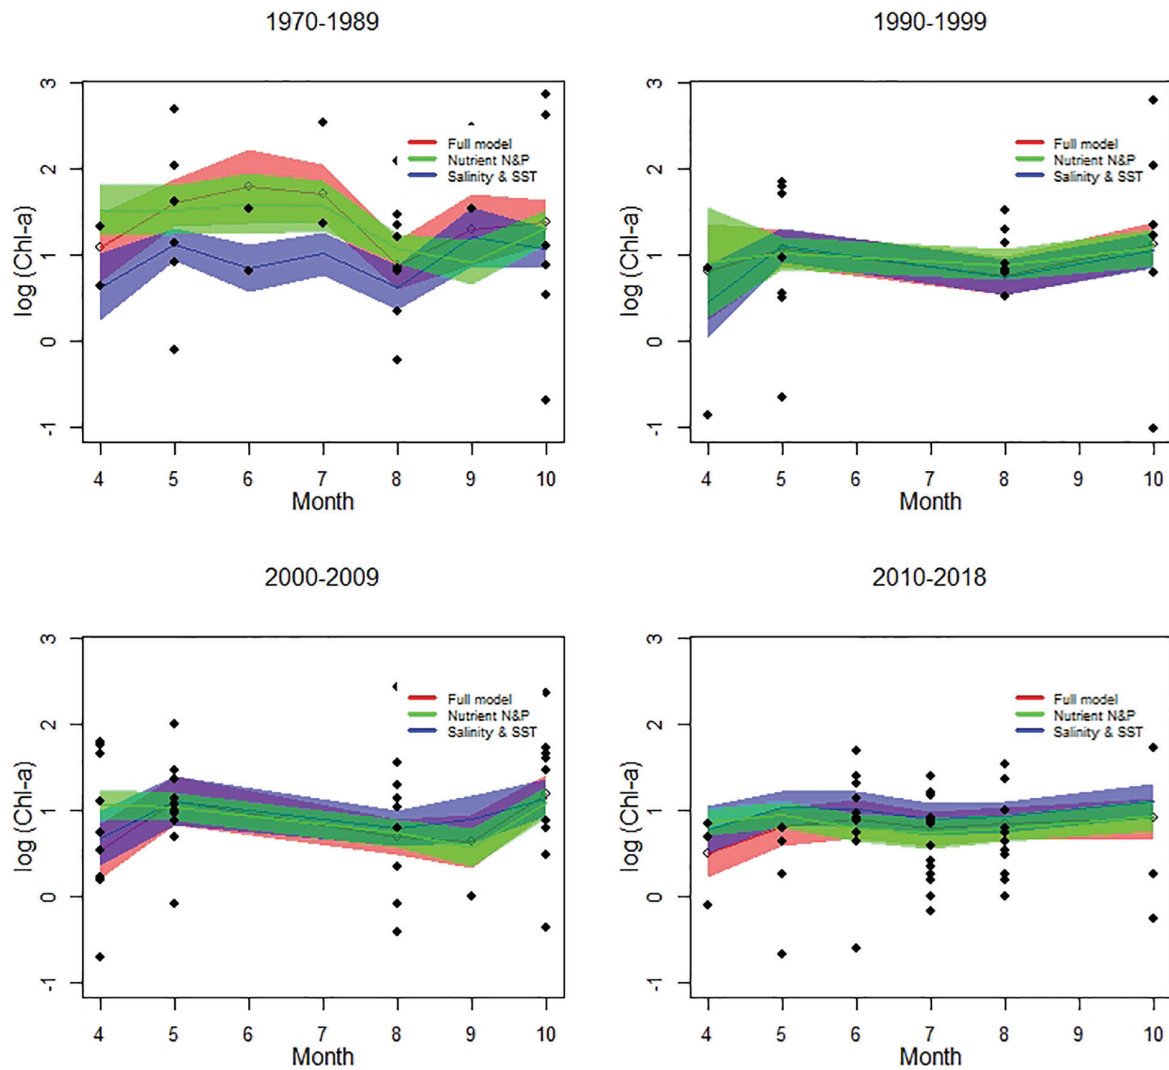 1970-1989
3
2
1
0
-1
log (Chl-a)
Full model
Nutrient N&P
Salinity & SST
4 5 6 7 8 9 10
Month
1990-1999
3
2
1
0
-1
log (Chl-a)
Full model
Nutrient N&P
Salinity & SST
4 5 6 7 8 9 10
Month
2000-2009
3
2
1
0
-1
log (Chl-a)
Full model
Nutrient N&P
Salinity & SST
4 5 6 7 8 9 10
Month
2010-2018
3
2
1
0
-1
log (Chl-a)
Full model
Nutrient N&P
Salinity & SST
4 5 6 7 8 9 10
Month